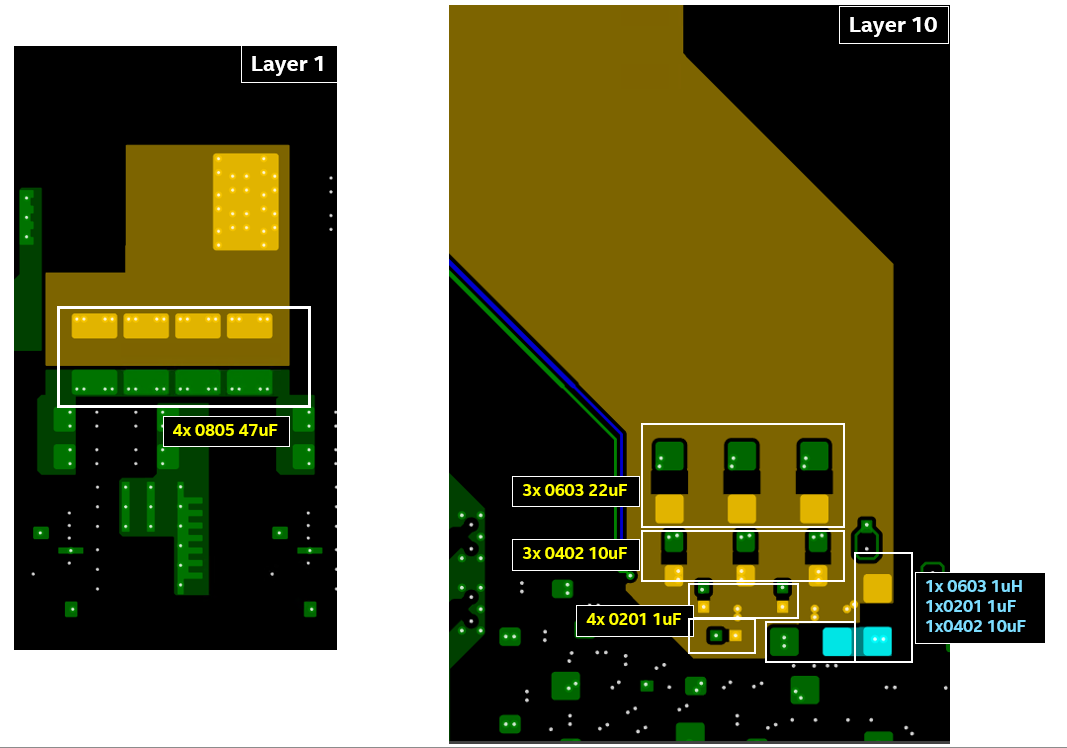 Layer 1
Layer 10
4x 0805 47uF
3x 0603 22uF
3x 0402 10uF
4x 0201 1uF
1x 0603 1uH
1x0201 1uF
1x0402 10uF